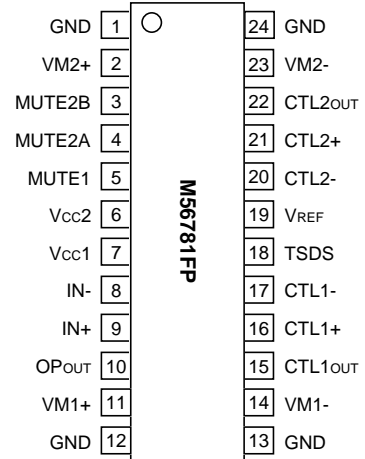 GND 1 24 GND
VM2+ 2 23 VM2-
MUTE2B 3 22 CTL2OUT
MUTE2A 4 21 CTL2+
MUTE1 5 20 CTL2-
VCC2 6 19 VREF
VCC1 7 18 TSDS
IN- 8 17 CTL1-
IN+ 9 16 CTL1+
OPOUT 10 15 CTL1OUT
VM1+ 11 14 VM1-
GND 12 13 GND
M56781FP